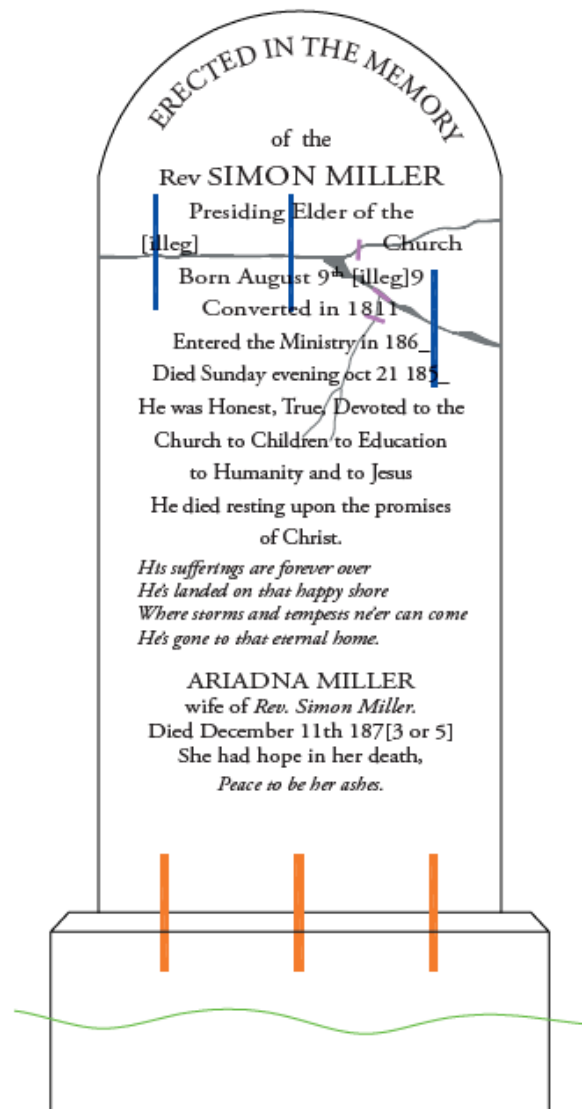 ERECTED IN THE MEMORY
of the
Rev SIMON MILLER
Presiding Elder of the
[illeg] Church
Born August 9th [illeg]9
Converted in 1811
Entered the Ministry in 186_
Died Sunday evening oct 21 185_
He was Honest, True, Devoted to the
Church to Children to Education
to Humanity and to Jesus
He died resting upon the promises
of Christ.
His sufferings are forever over
He's landed on that happy shore
Where storms and tempests ne'er can come
He's gone to that eternal home.
ARIADNA MILLER
wife of Rev. Simon Miller.
Died December 11th 187[3 or 5]
She had hope in her death,
Peace to be her ashes.